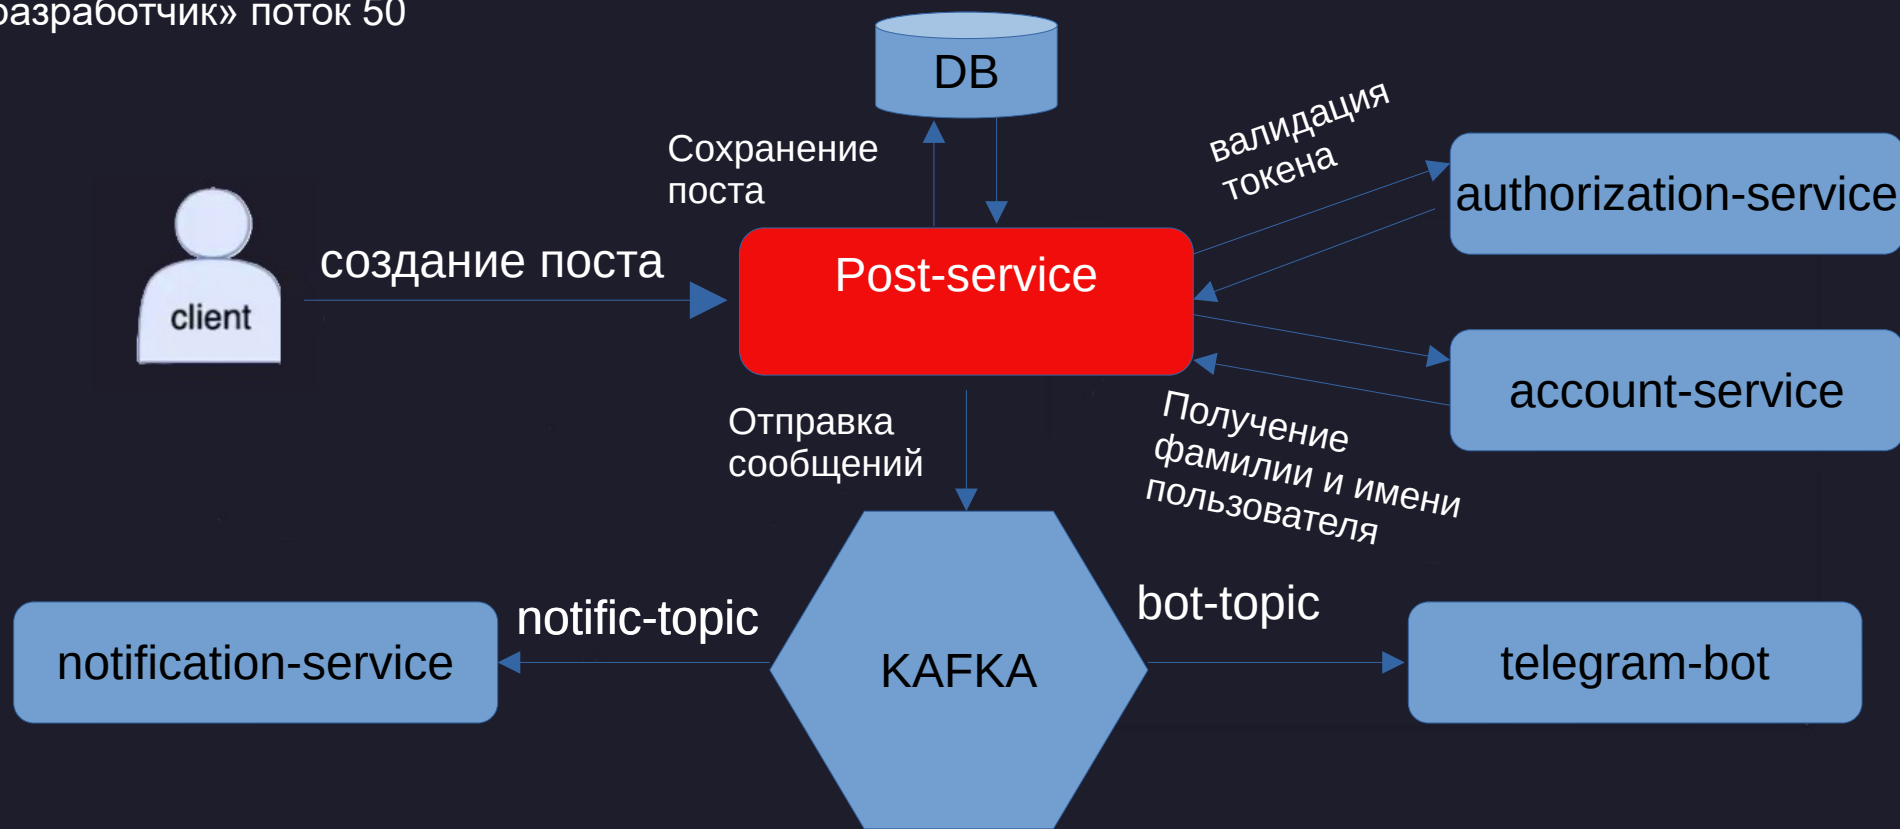 разработчик» поток 50
DB
Сохранение
поста
валидация
токена
authorization-service
создание поста
Post-service
client
account-service
Отправка
сообщений
Получение
фамилии и имени
пользователя
notific-topic
bot-topic
notification-service
KAFKA
telegram-bot